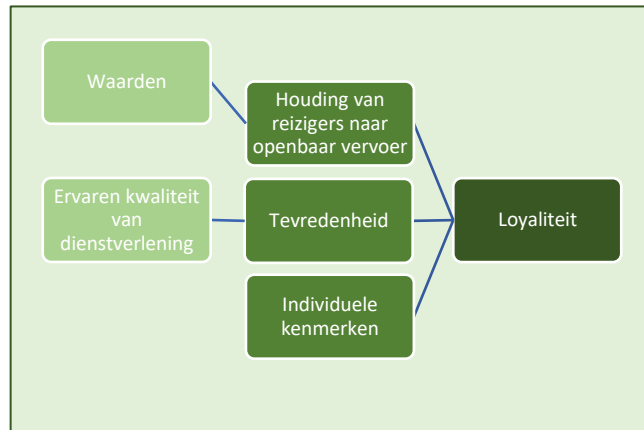 Waarden
Houding van
reizigers naar
openbaar vervoer
Ervaren kwaliteit
van
dienstverlening
Tevredenheid
Loyaliteit
Individuele
kenmerken